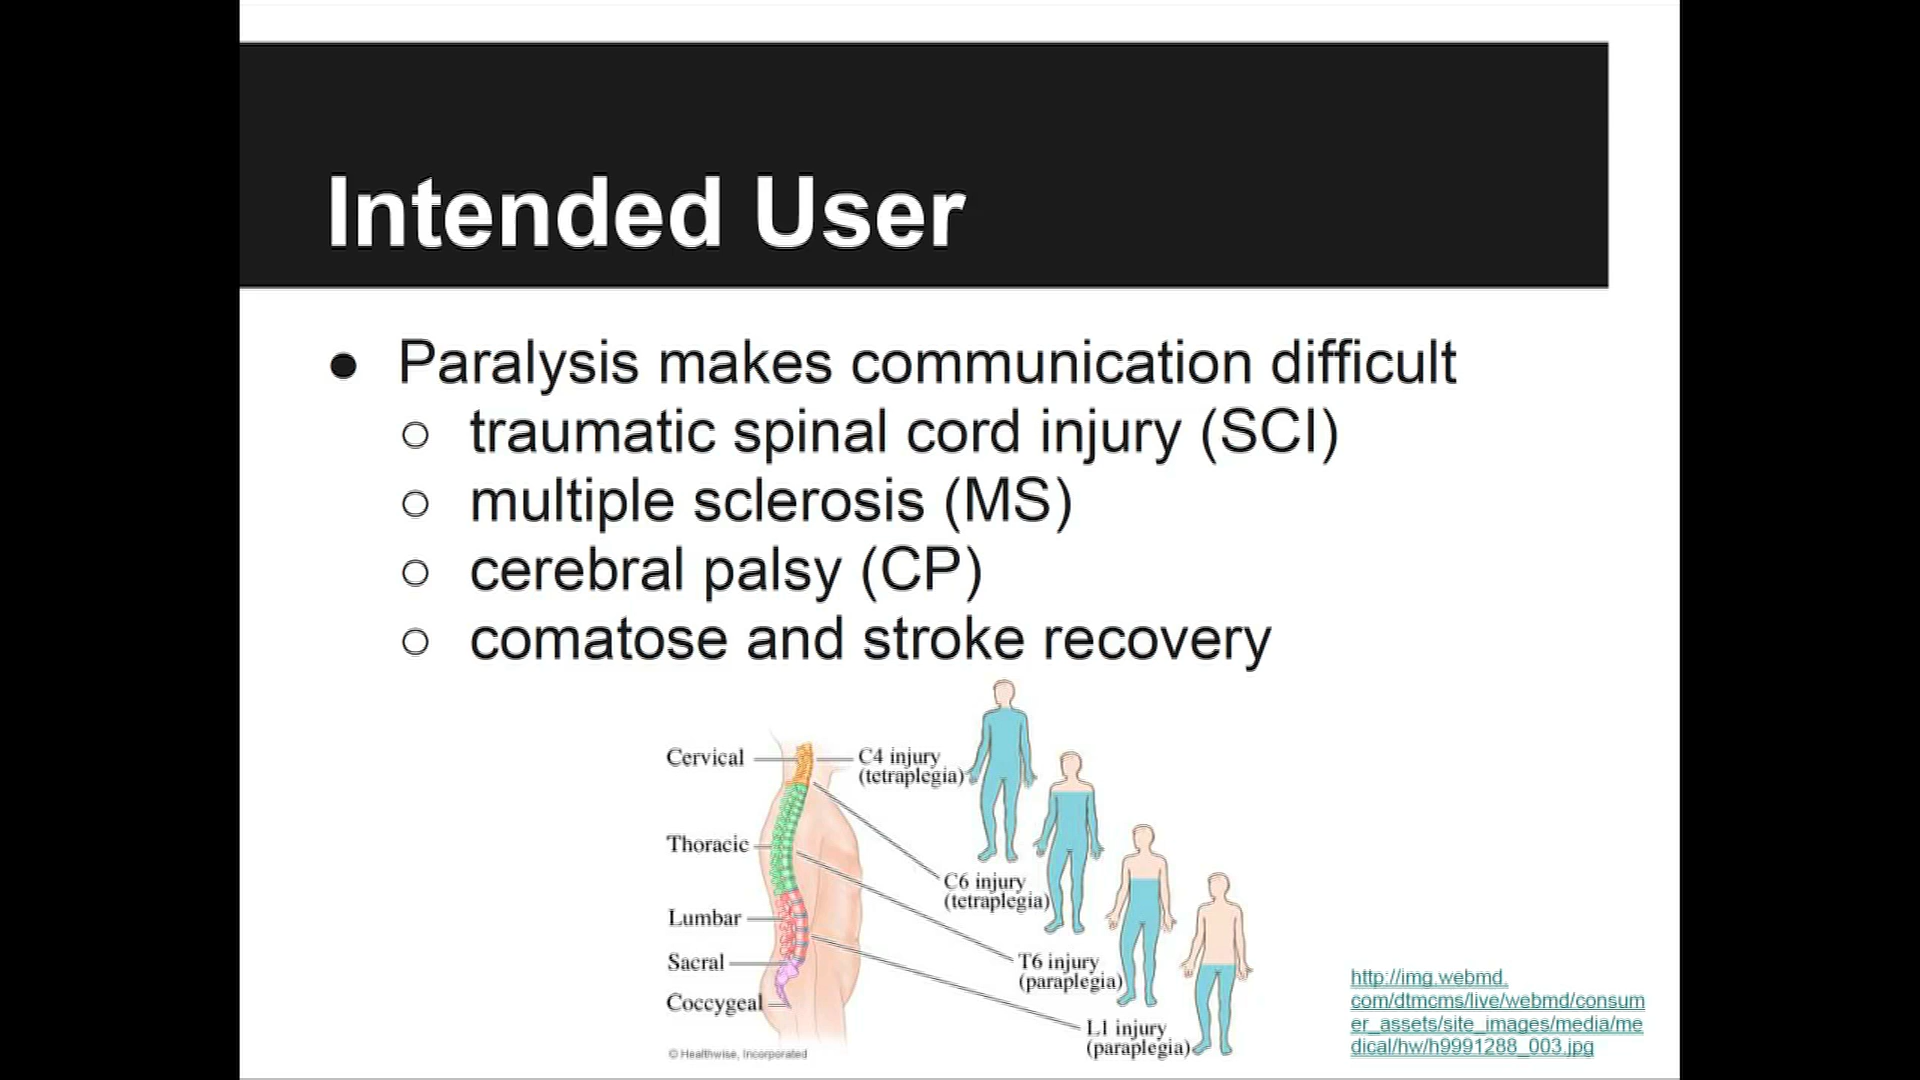 Intended User
● Paralysis makes communication difficult
○ traumatic spinal cord injury (SCI)
○ multiple sclerosis (MS)
○ cerebral palsy (CP)
○ comatose and stroke recovery
Cervical
C4 injury
(tetraplegia)
Thoracic
C6 injury
(tetraplegia)
Lumbar
Sacral
T6 injury
(paraplegia)
Coccygeal
L1 injury
(paraplegia)
© Healthwise, Incorporated
http://img.webmd.
com/dtmcms/live/webmd/consum
er_assets/site_images/media/me
dical/hw/h9991288_003.jpg